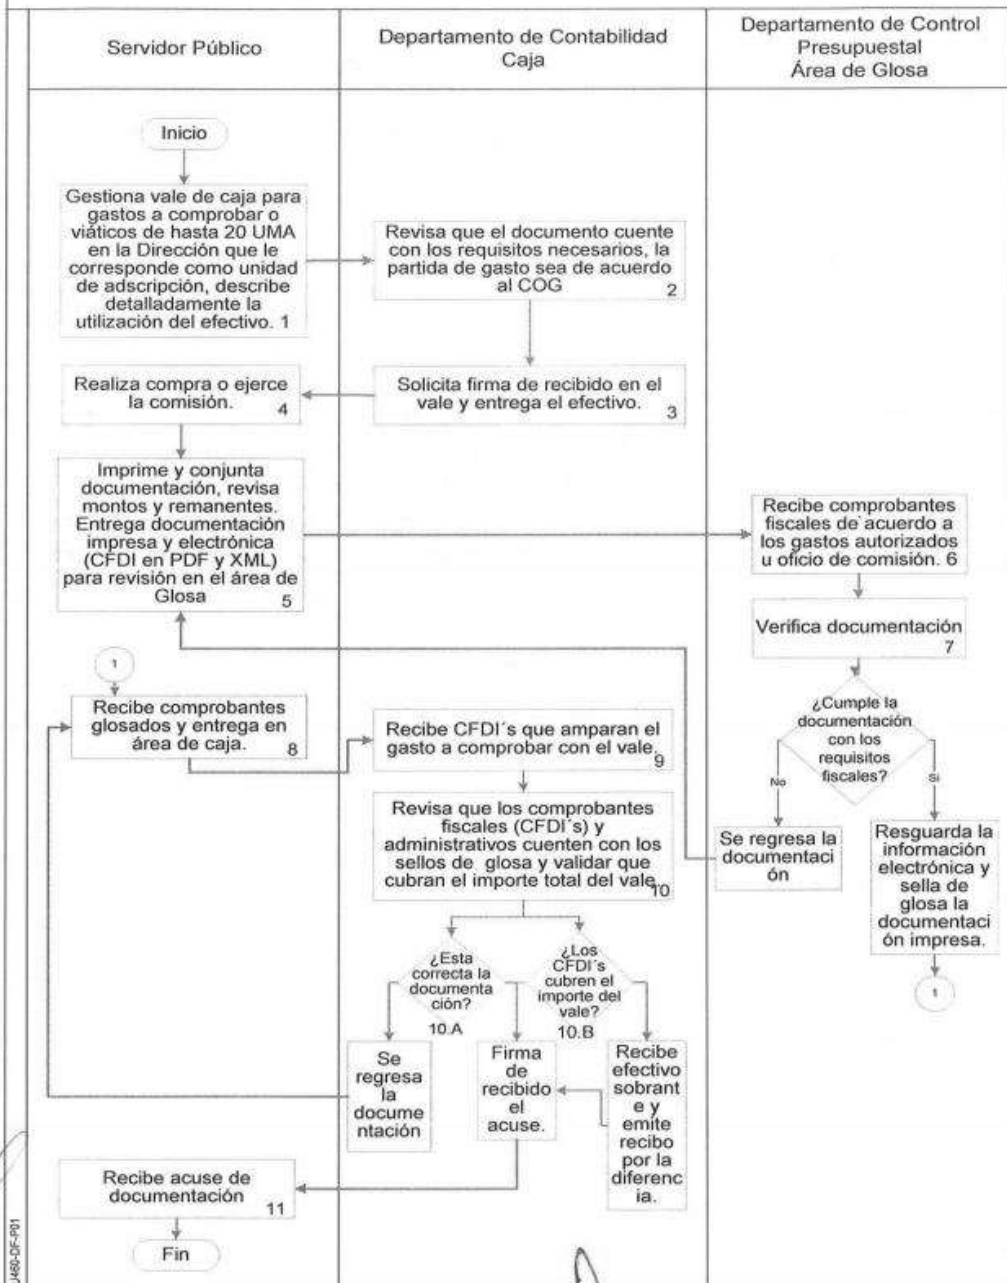 Servidor Público
Departamento de Contabilidad
Caja
Departamento de Control
Presupuestal
Área de Glosa
Inicio
Gestiona vale de caja para
gastos a comprobar o
viáticos de hasta 20 UMA
en la Dirección que le
corresponde como unidad
de adscripción, describe
detalladamente la
utilización del efectivo. 1
Revisa que el documento cuente
con los requisitos necesarios, la
partida de gasto sea de acuerdo
al COG
2
Solicita firma de recibido en el
vale y entrega el efectivo.
3
Realiza compra o ejerce
la comisión.
4
Imprime y conjunta
documentación, revisa
montos y remanentes.
Entrega documentación
impresa y electrónica
(CFDI en PDF y XML)
para revisión en el área de
Glosa
5
Recibe comprobantes
fiscales de acuerdo a
los gastos autorizados
u oficio de comisión. 6
Verifica documentación
7
¿Cumple la
documentación
con los
requisitos
fiscales?
No
Si
Se regresa la
documentaci
ón
Resguarda la
información
electrónica y
sella de
glosa la
documentaci
ón impresa.
1
1
Recibe comprobantes
glosados y entrega en
área de caja.
8
Recibe CFDI´s que amparan el
gasto a comprobar con el vale.
9
Revisa que los comprobantes
fiscales (CFDI´s) y
administrativos cuenten con los
sellos de glosa y validar que
cubran el importe total del vale
10
¿Esta
correcta la
documenta
ción?
10.A
¿Los
CFDI´s
cubren el
importe del
vale?
10.B
Se
regresa
la
docume
ntación
Firma
de
recibido
el
acuse.
Recibe
efectivo
sobrant
e y
emite
recibo
por la
diferenc
ia.
Recibe acuse de
documentación
11
Fin
J460-DF-P01